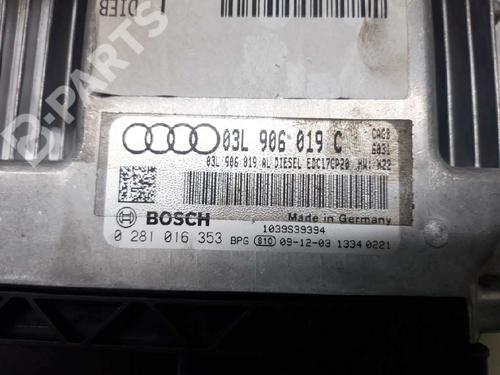 DIEB
B-PARTS
03L 906 019 C
03L 906 019 AL DIESEL EDC17CP20 HW: H22
BOSCH
Made in Germany
1039S39394
0 281 016 353 BPG 810 09-12-03 1334 0221